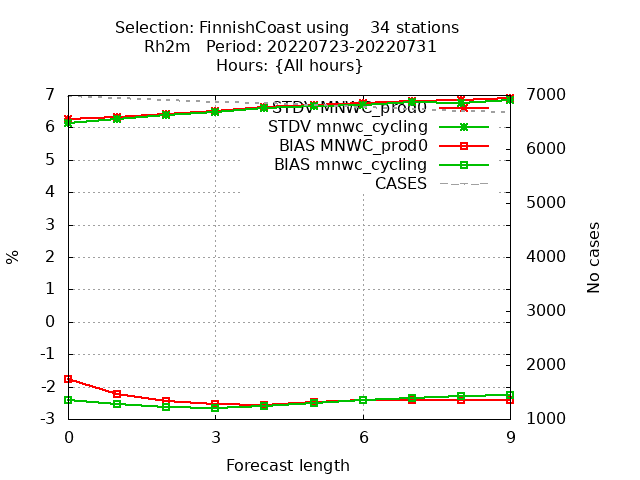 Selection: FinnishCoast using 34 stations
Rh2m Period: 20220723-20220731
Hours: {All hours}
7
6
5
4
3
2
1
0
-1
-2
-3
%
7000
6000
5000
4000
3000
2000
1000
No cases
STDV MNWC_prod0
STDV mnwc_cycling
BIAS MNWC_prod0
BIAS mnwc_cycling
CASES
0 3 6 9
Forecast length